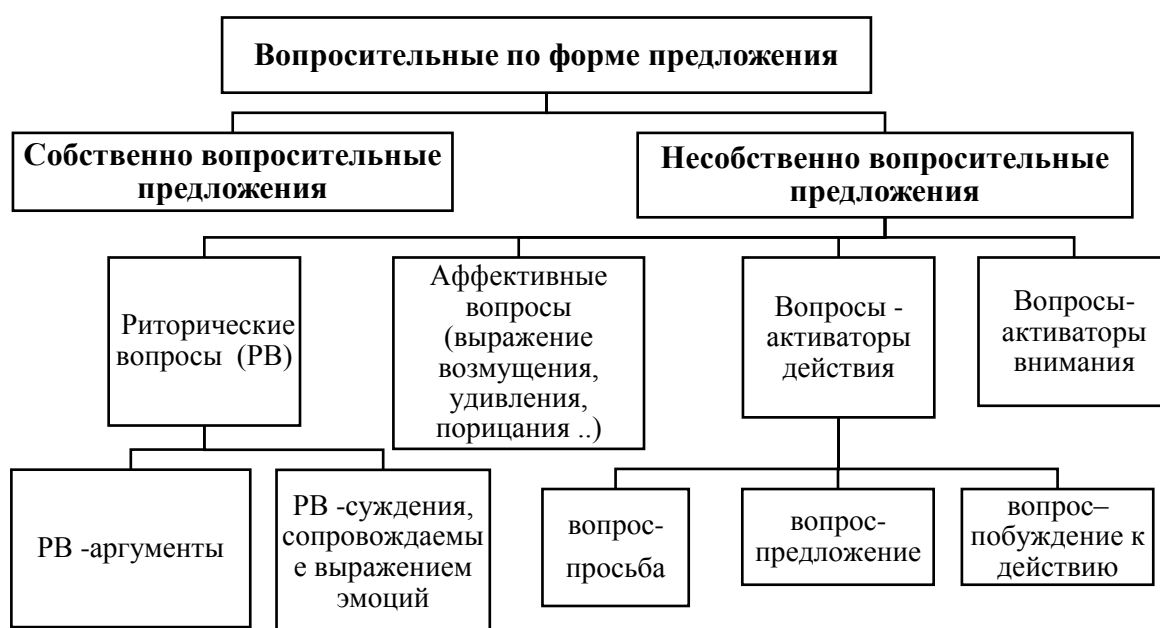 Вопросительные по форме предложения
Собственно вопросительные
предложения
Несобственно вопросительные
предложения
Риторические
вопросы (РВ)
Аффективные
вопросы
(выражение
возмущения,
удивления,
порицания ..)
Вопросы -
активаторы
действия
Вопросы-
активаторы
внимания
РВ -аргументы
РВ -суждения,
сопровождаемы
е выражением
эмоций
вопрос-
просьба
вопрос-
предложение
вопрос–
побуждение к
действию